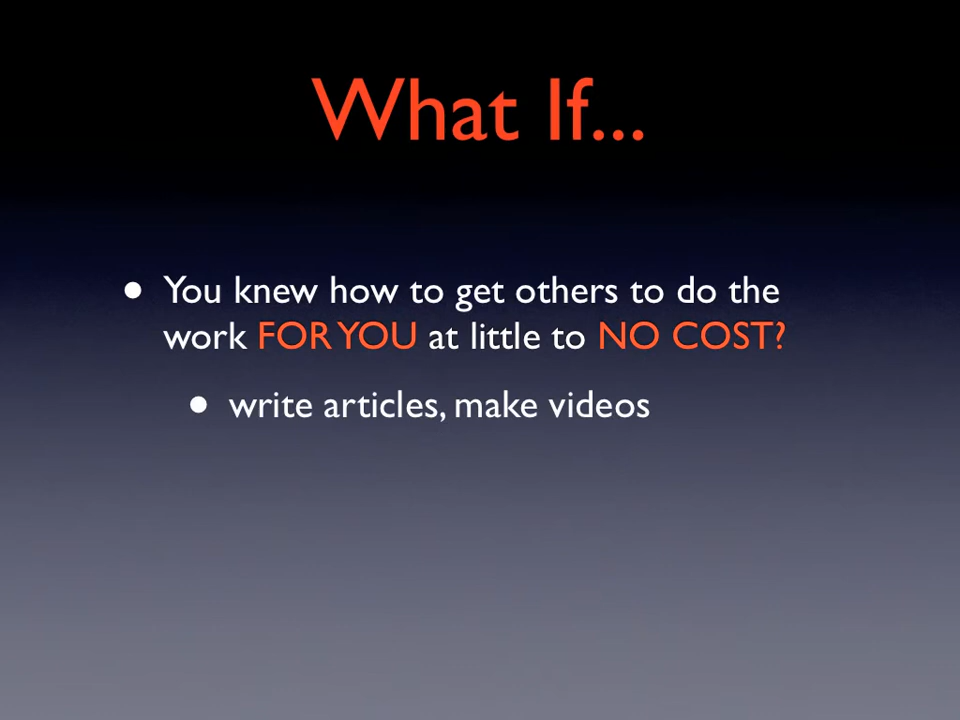 What If...
• You knew how to get others to do the
work FOR YOU at little to NO COST?
• write articles, make videos